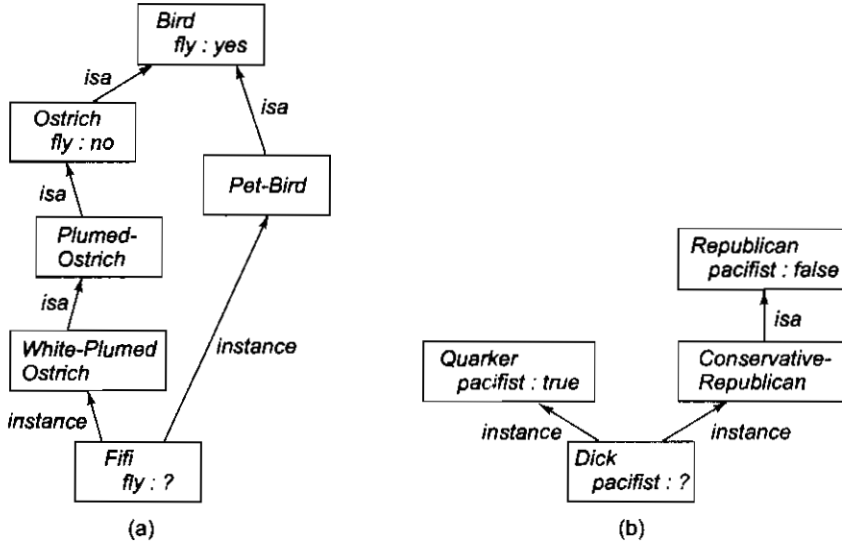 Bird
fly : yes
isa
isa
Ostrich
fly : no
Pet-Bird
isa
Plumed-
Ostrich
isa
White-Plumed
Ostrich
instance
instance
Fifi
fly : ?
(a)
Republican
pacifist : false
isa
Quarker
pacifist : true
Conservative-
Republican
instance
instance
Dick
pacifist : ?
(b)